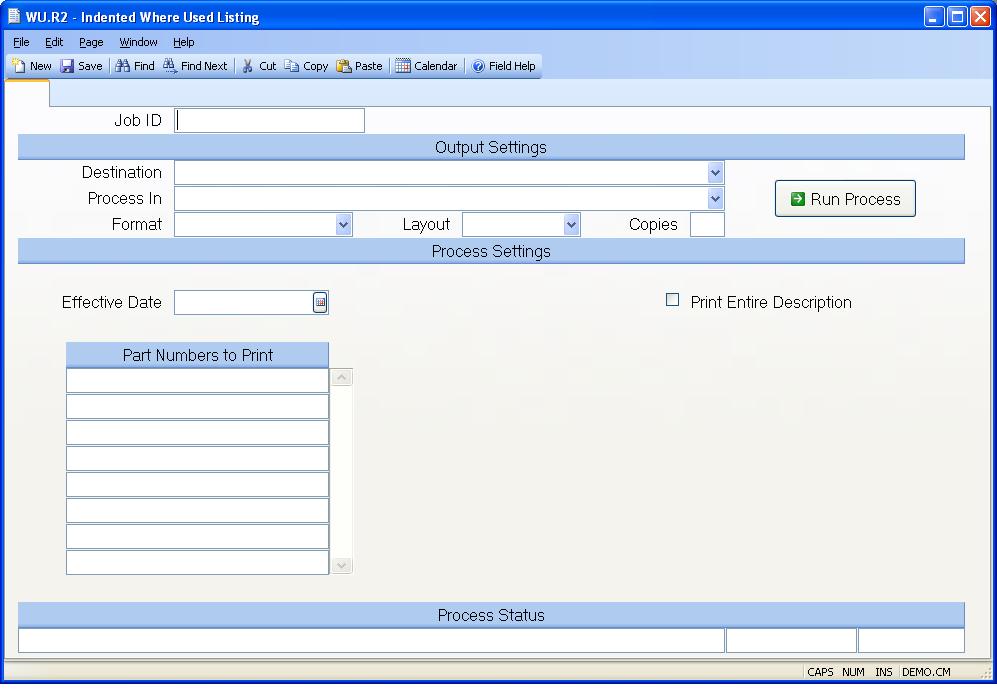 WU.R2 - Indented Where Used Listing
File Edit Page Window Help
New Save Find Find Next Cut Copy Paste Calendar Field Help
Job ID
Output Settings
Destination
Process In
Run Process
Format Layout Copies
Process Settings
Effective Date Print Entire Description
Part Numbers to Print
Process Status
CAPS NUM INS DEMO.CM